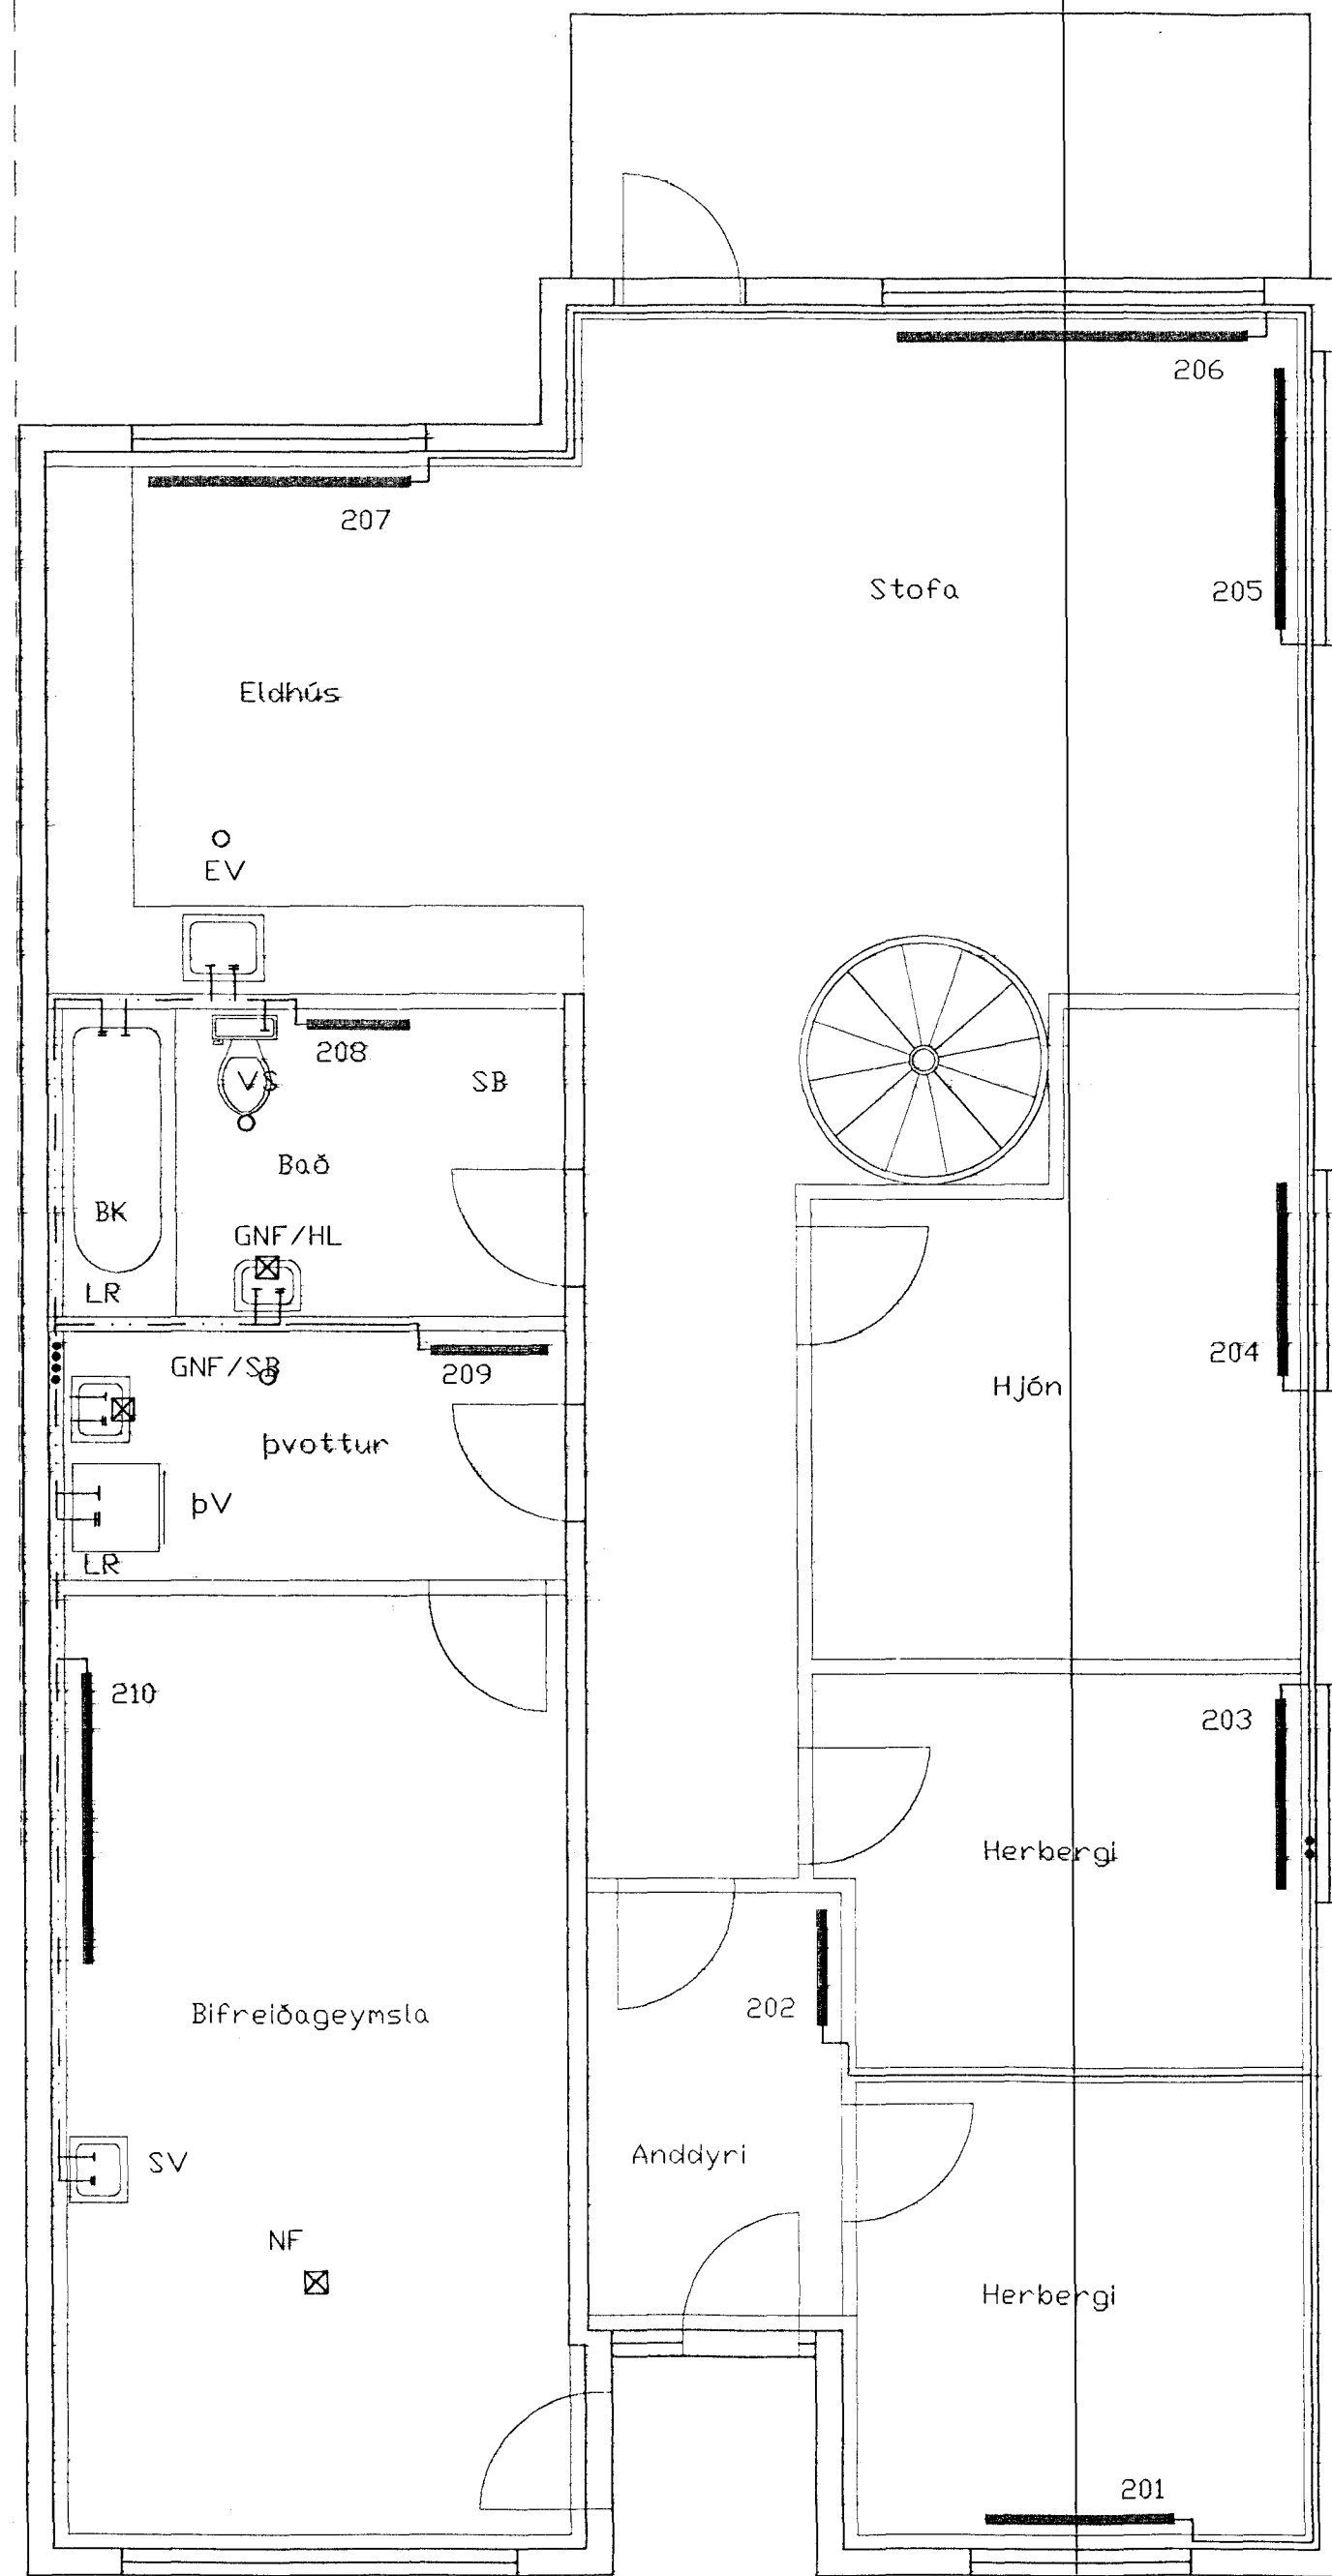 206
207
Stofa
205
Eldhús
EV
208
VS
SB
Bað
BK
GNF/HL
LR
GNF/SB
209
204
Hjón
þvottur
þV
LR
210
203
Herbergi
202
Bifreiðageymsla
Anddyri
SV
NF
Herbergi
201